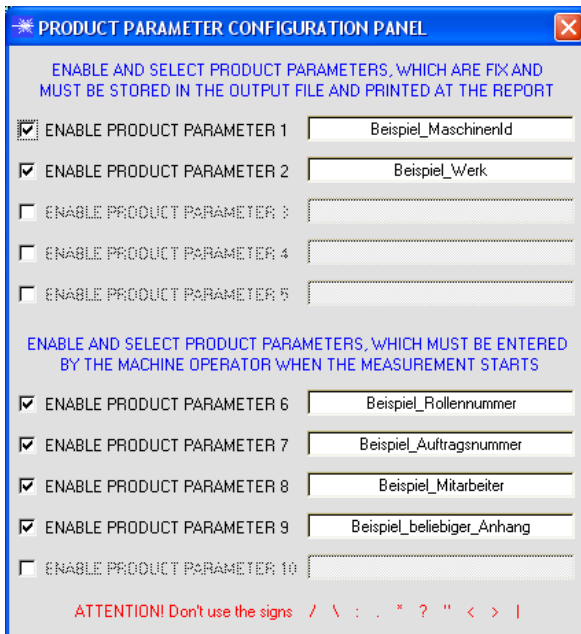 PRODUCT PARAMETER CONFIGURATION PANEL
ENABLE AND SELECT PRODUCT PARAMETERS, WHICH ARE FIX AND
MUST BE STORED IN THE OUTPUT FILE AND PRINTED AT THE REPORT
ENABLE PRODUCT PARAMETER 1 Beispiel_MaschinenId
ENABLE PRODUCT PARAMETER 2 Beispiel_Werk
ENABLE PRODUCT PARAMETER 3
ENABLE PRODUCT PARAMETER 4
ENABLE PRODUCT PARAMETER 5
ENABLE AND SELECT PRODUCT PARAMETERS, WHICH MUST BE ENTERED
BY THE MACHINE OPERATOR WHEN THE MEASUREMENT STARTS
ENABLE PRODUCT PARAMETER 6 Beispiel_Rollennummer
ENABLE PRODUCT PARAMETER 7 Beispiel_Auftragsnummer
ENABLE PRODUCT PARAMETER 8 Beispiel_Mitarbeiter
ENABLE PRODUCT PARAMETER 9 Beispiel_beliebiger_Anhang
ENABLE PRODUCT PARAMETER 10
ATTENTION! Don't use the signs / \ : . * ? " < > |